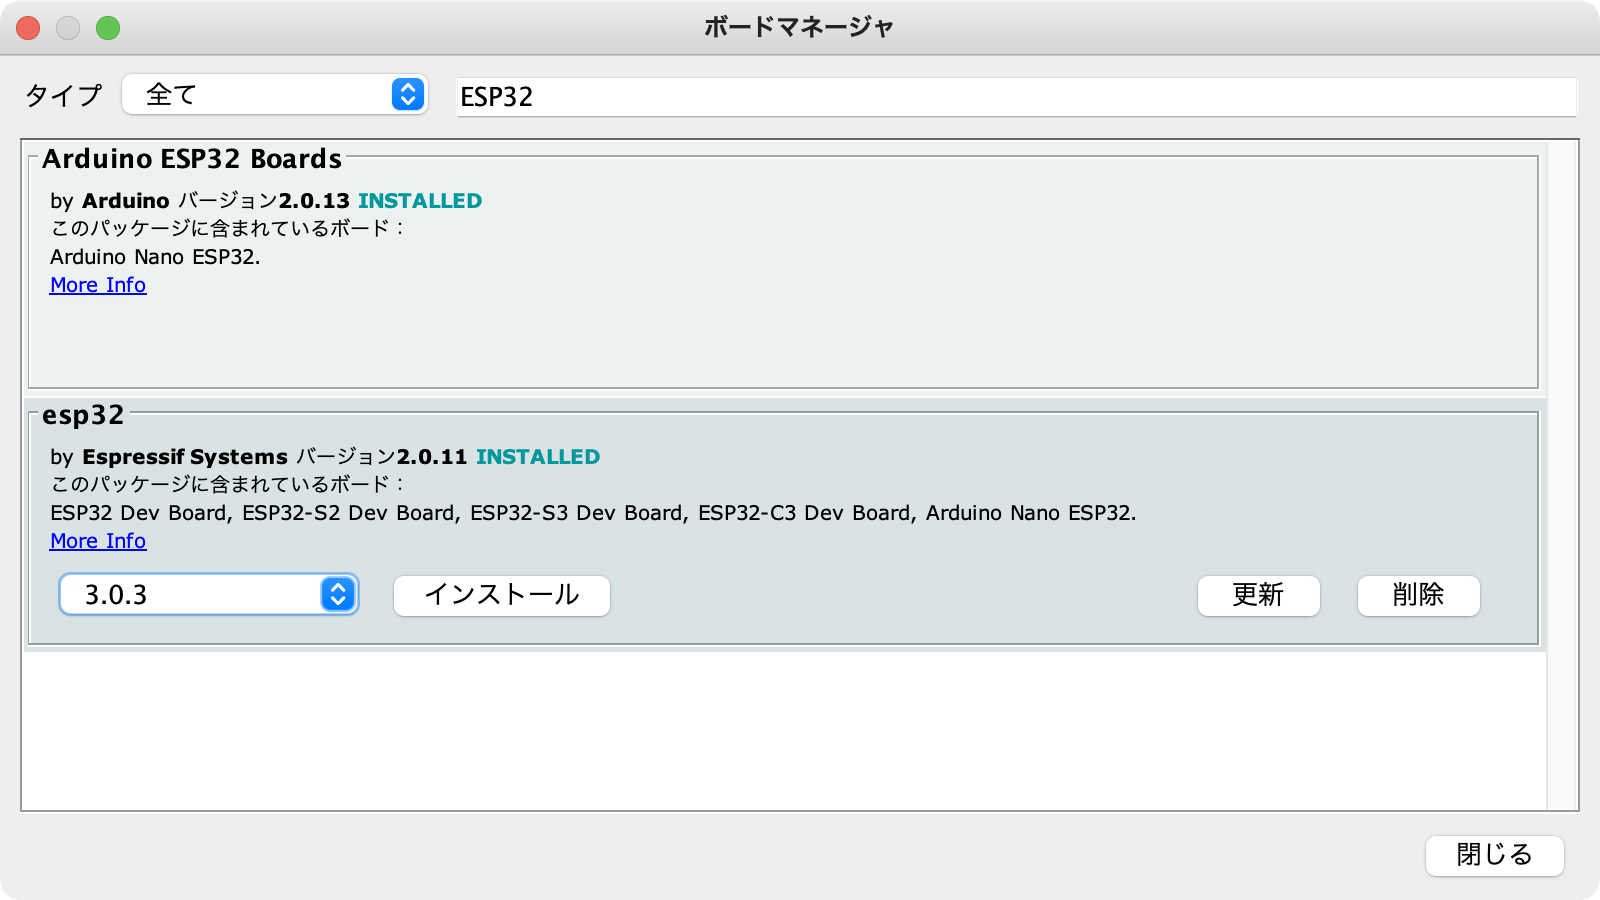 ボードマネージャ
タイプ 全て ESP32
Arduino ESP32 Boards
by Arduino バージョン2.0.13 INSTALLED
このパッケージに含まれているボード：
Arduino Nano ESP32.
More Info
esp32
by Espressif Systems バージョン2.0.11 INSTALLED
このパッケージに含まれているボード：
ESP32 Dev Board, ESP32-S2 Dev Board, ESP32-S3 Dev Board, ESP32-C3 Dev Board, Arduino Nano ESP32.
More Info
3.0.3 インストール 更新 削除
閉じる